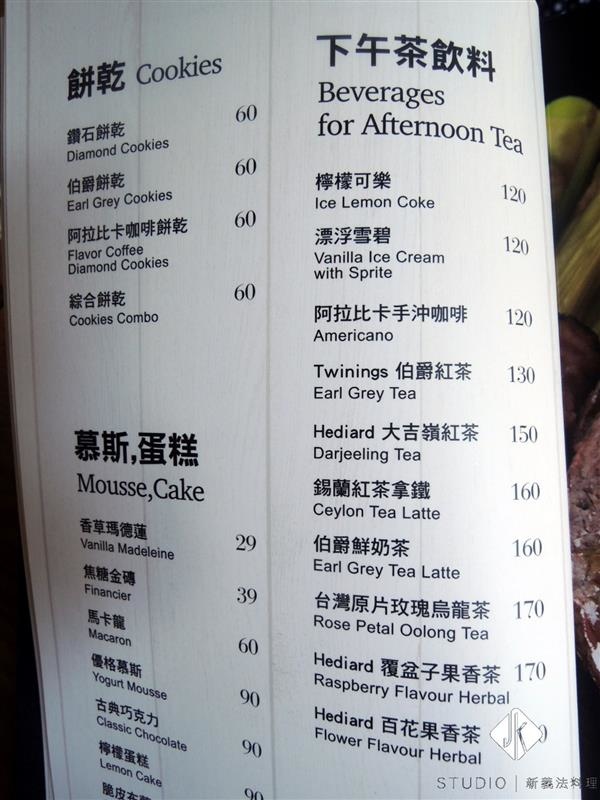 餅乾 Cookies
鑽石餅乾 60
Diamond Cookies
伯爵餅乾 60
Earl Grey Cookies
阿拉比卡咖啡餅乾 60
Flavor Coffee
Diamond Cookies
綜合餅乾 60
Cookies Combo
慕斯,蛋糕
Mousse,Cake
香草瑪德蓮
Vanilla Madeleine 29
焦糖金磚
Financier 39
馬卡龍
Macaron 60
優格慕斯
Yogurt Mousse 90
古典巧克力
Classic Chocolate 90
檸檬蛋糕
Lemon Cake 90
脆皮布
下午茶飲料
Beverages
for Afternoon Tea
檸檬可樂 120
Ice Lemon Coke
漂浮雪碧 120
Vanilla Ice Cream
with Sprite
阿拉比卡手沖咖啡 120
Americano
Twinings 伯爵紅茶 130
Earl Grey Tea
Hediard 大吉嶺紅茶 150
Darjeeling Tea
錫蘭紅茶拿鐵 160
Ceylon Tea Latte
伯爵鮮奶茶 160
Earl Grey Tea Latte
台灣原片玫瑰烏龍茶 170
Rose Petal Oolong Tea
Hediard 覆盆子果香茶 170
Raspberry Flavour Herbal
Hediard 百花果香茶
Flower Flavour Herbal
JK
STUDIO | 新義法料理